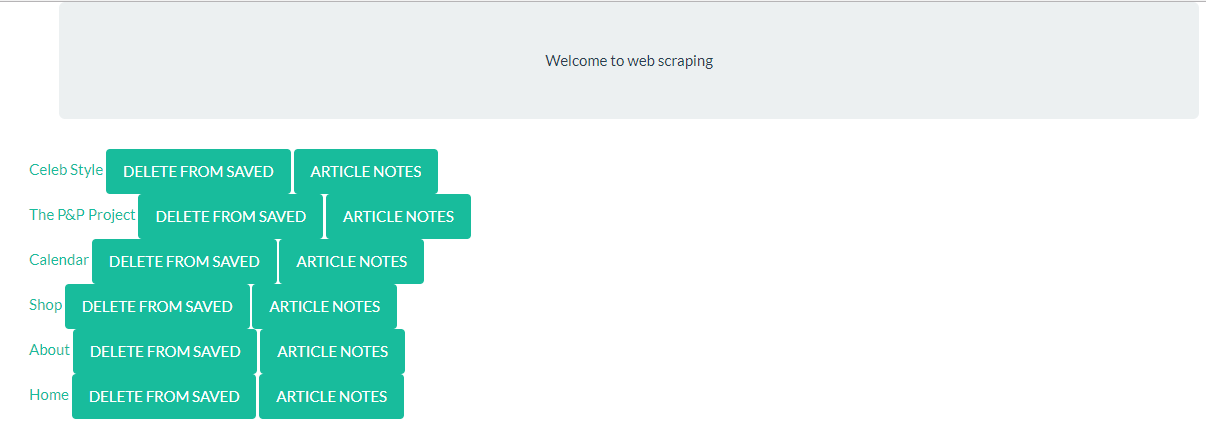 Welcome to web scraping
Celeb Style DELETE FROM SAVED ARTICLE NOTES
The P&P Project DELETE FROM SAVED ARTICLE NOTES
Calendar DELETE FROM SAVED ARTICLE NOTES
Shop DELETE FROM SAVED ARTICLE NOTES
About DELETE FROM SAVED ARTICLE NOTES
Home DELETE FROM SAVED ARTICLE NOTES